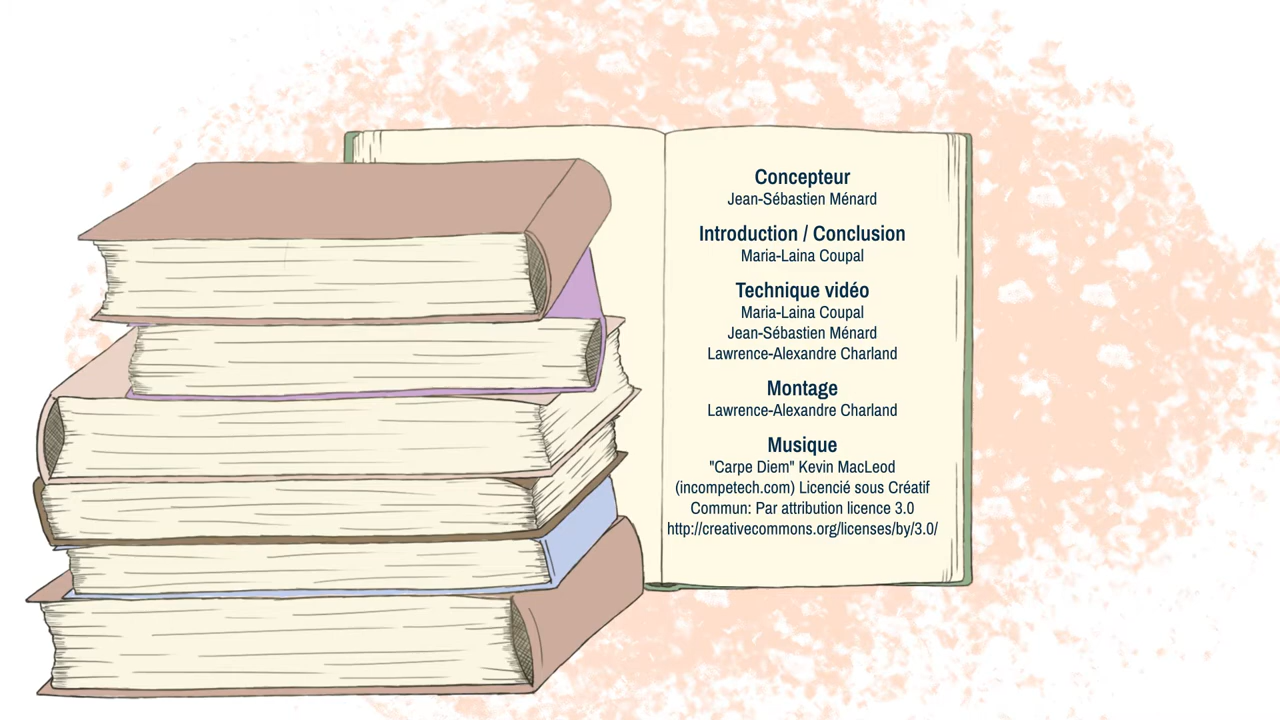 Concepteur
Jean-Sébastien Ménard
Introduction / Conclusion
Maria-Laina Coupal
Technique vidéo
Maria-Laina Coupal
Jean-Sébastien Ménard
Lawrence-Alexandre Charland
Montage
Lawrence-Alexandre Charland
Musique
"Carpe Diem" Kevin MacLeod
(incompetech.com) Licencié sous Créatif
Commun: Par attribution licence 3.0
http://creativecommons.org/licenses/by/3.0/